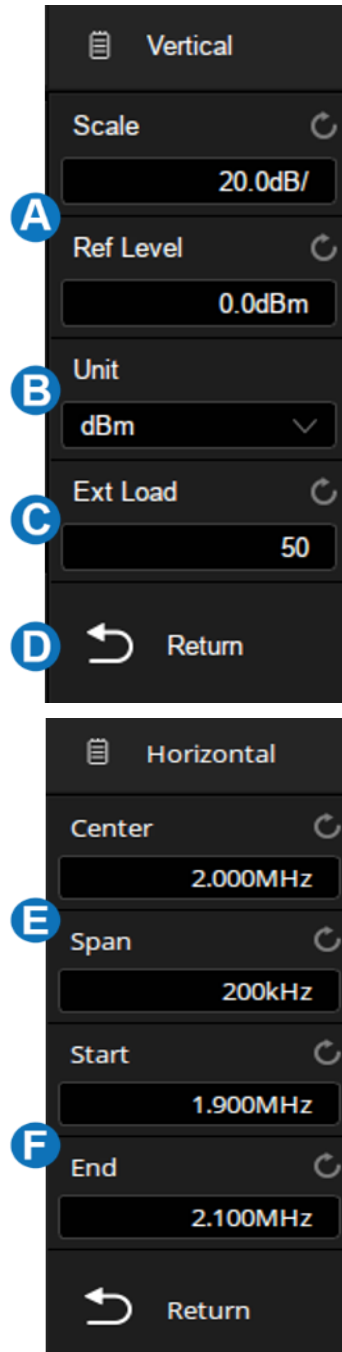 Vertical
Scale
20.0dB/
A
Ref Level
0.0dBm
Unit
B
dBm
Ext Load
C
50
D Return
Horizontal
Center
2.000MHz
E
Span
200kHz
Start
1.900MHz
F
End
2.100MHz
Return